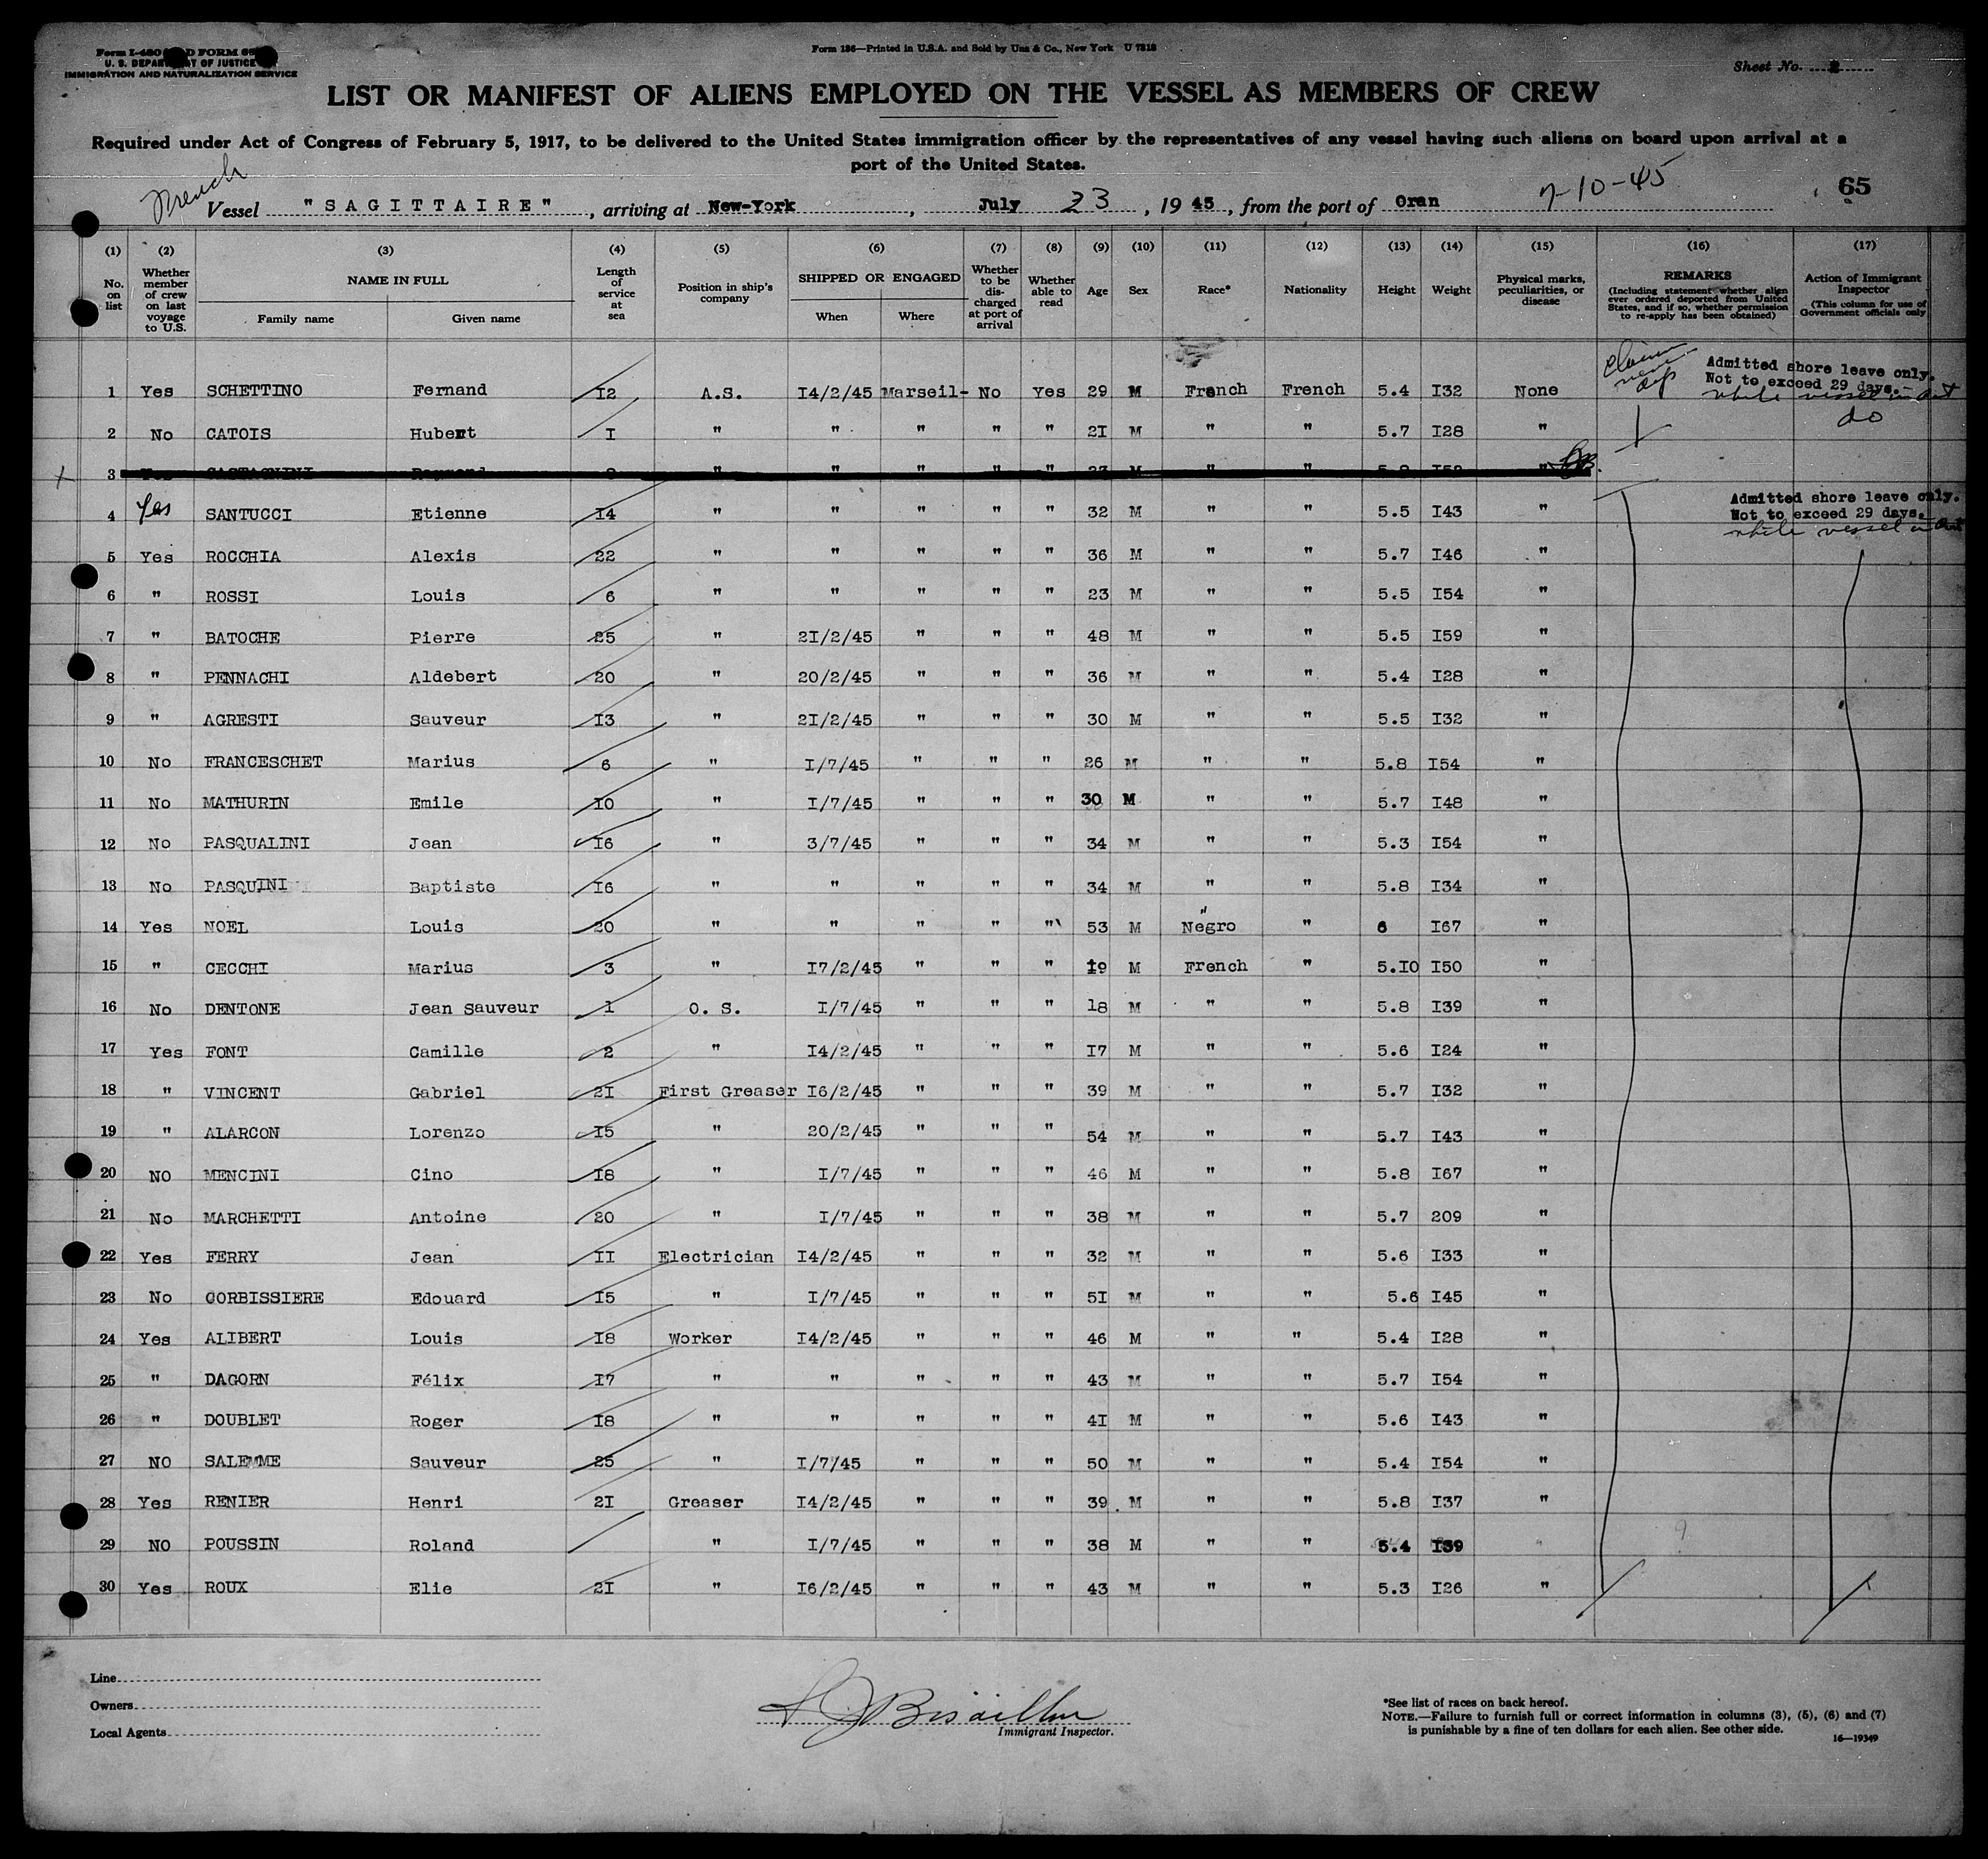 Form I-480
U. S. DEPARTMENT OF JUSTICE
IMMIGRATION AND NATURALIZATION SERVICE
Form 136—Printed in U.S.A. and Sold by Unz & Co., New York U 7318
Sheet No. 2
LIST OR MANIFEST OF ALIENS EMPLOYED ON THE VESSEL AS MEMBERS OF CREW
Required under Act of Congress of February 5, 1917, to be delivered to the United States immigration officer by the representatives of any vessel having such aliens on board upon arrival at a
port of the United States.
French
7-10-45
65
Vessel "SAGITTAIRE", arriving at New-York, July 23, 1945, from the port of Oran
(1) (2) (3) (4) (5) (6) (7) (8) (9) (10) (11) (12) (13) (14) (15) (16) (17)
No. on list
Whether member of crew on last voyage to U.S.
NAME IN FULL
Family name Given name
Length of service at sea
Position in ship's company
SHIPPED OR ENGAGED
When Where
Whether to be discharged at port of arrival
Whether able to read
Age
Sex
Race*
Nationality
Height
Weight
Physical marks, peculiarities, or disease
REMARKS
(Including statement whether alien ever ordered deported from United States, and if so, whether permission to re-apply has been obtained)
Action of Immigrant Inspector
(This column for use of Government officials only
1 Yes SCHETTINO Fernand 12 A.S. I4/2/45 Marseil- No Yes 29 M French French 5.4 I32 None Admitted shore leave only. Not to exceed 29 days. while vessel in
2 No CATOIS Hubert I " " " " " 2I M " " 5.7 I28 " do
3 CASTAGNINI Raymond
4 Yes SANTUCCI Etienne I4 " " " " " 32 M " " 5.5 I43 " Admitted shore leave only. Not to exceed 29 days. while vessel in
5 Yes ROCCHIA Alexis 22 " " " " " 36 M " " 5.7 I46 "
6 " ROSSI Louis 6 " " " " " 23 M " " 5.5 I54 "
7 " BATOCHE Pierre 25 " 2I/2/45 " " " 48 M " " 5.5 I59 "
8 " PENNACHI Aldebert 20 " 20/2/45 " " " 36 M " " 5.4 I28 "
9 " AGRESTI Sauveur I3 " 2I/2/45 " " " 30 M " " 5.5 I32 "
10 No FRANCESCHET Marius 6 " I/7/45 " " " 26 M " " 5.8 I54 "
11 No MATHURIN Emile IO " I/7/45 " " " 30 M " " 5.7 I48 "
12 No PASQUALINI Jean I6 " 3/7/45 " " " 34 M " " 5.3 I54 "
13 No PASQUINI Baptiste I6 " " " " " 34 M " " 5.8 I34 "
14 Yes NOEL Louis 20 " " " " " 53 M " Negro " 6 I67 "
15 " CECCHI Marius 3 " I7/2/45 " " " 19 M French " 5.IO I50 "
16 No DENTONE Jean Sauveur 1 O. S. I/7/45 " " " 18 M " " 5.8 I39 "
17 Yes FONT Camille 2 " I4/2/45 " " " I7 M " " 5.6 I24 "
18 " VINCENT Gabriel 2I First Greaser I6/2/45 " " " 39 M " " 5.7 I32 "
19 " ALARCON Lorenzo I5 " 20/2/45 " " " 54 M " " 5.7 I43 "
20 NO MENCINI Cino I8 " I/7/45 " " " 46 M " " 5.8 I67 "
21 No MARCHETTI Antoine 20 " I/7/45 " " " 38 M " " 5.7 209 "
22 Yes FERRY Jean II Electrician I4/2/45 " " " 32 M " " 5.6 I33 "
23 No CORBISSIERE Edouard I5 " I/7/45 " " " 5I M " " 5.6 I45 "
24 Yes ALIBERT Louis I8 Worker I4/2/45 " " " 46 M " " 5.4 I28 "
25 " DAGORN Félix I7 " " " " " 43 M " " 5.7 I54 "
26 " DOUBLET Roger I8 " " " " " 4I M " " 5.6 I43 "
27 NO SALEMME Sauveur 25 " I/7/45 " " " 50 M " " 5.4 I54 "
28 Yes RENIER Henri 2I Greaser I4/2/45 " " " 39 M " " 5.8 I37 "
29 NO POUSSIN Roland " I/7/45 " " " 38 M " " 5.4 I39
30 Yes ROUX Elie 2I " I6/2/45 " " " 43 M " " 5.3 I26 "
Line
Owners
Local Agents
Immigrant Inspector.
*See list of races on back hereof.
NOTE.—Failure to furnish full or correct information in columns (3), (5), (6) and (7)
is punishable by a fine of ten dollars for each alien. See other side.
16—19349